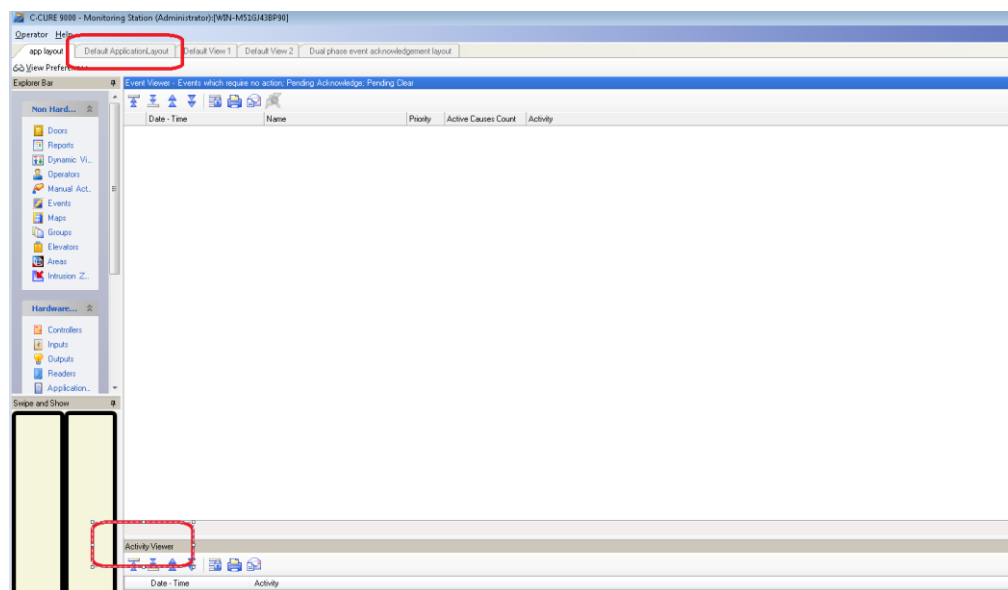 C-CURE 9000 - Monitoring Station (Administrator):[WIN-M51GJ43BP90]
Operator Help
app layout Default ApplicationLayout Default View 1 Default View 2 Dual phase event acknowledgement layout
View Prefer
Explorer Bar
Event Viewer - Events which require no action; Pending Acknowledge; Pending Clear
Date - Time Name Priority Active Causes Count Activity
Non Hard...
Doors
Reports
Dynamic Vi...
Operators
Manual Act...
Events
Maps
Groups
Elevators
Areas
Intrusion Z...
Hardware...
Controllers
Inputs
Outputs
Readers
Application...
Swipe and Show
Activity Viewer
Date - Time Activity